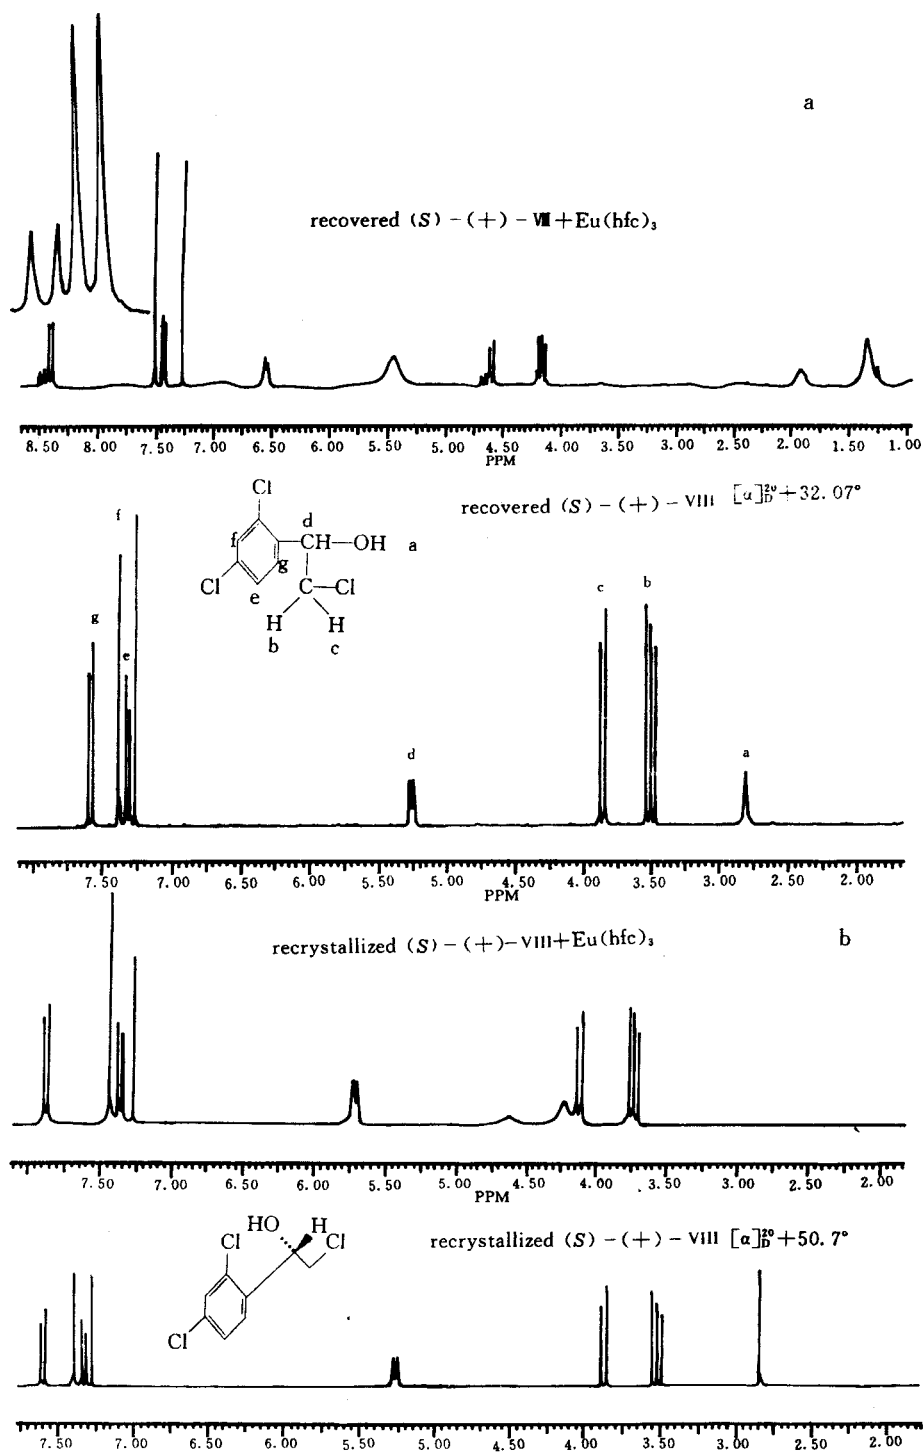 a
recovered (S) - (+) - VIII + Eu(hfc)₃
8.50 8.00 7.50 7.00 6.50 6.00 5.50 5.00 4.50 4.00 3.50 3.00 2.50 2.00 1.50 1.00
PPM
recovered (S) - (+) - VIII [α]²⁰D + 32. 07°
Cl
f
d
f
CH—OH
a
g
Cl
e
C—Cl
H
H
b
c
g
f
e
d
c
b
a
7.50 7.00 6.50 6.00 5.50 5.00 4.50 4.00 3.50 3.00 2.50 2.00
PPM
recrystallized (S) - (+) - VIII + Eu(hfc)₃
b
7.50 7.00 6.50 6.00 5.50 5.00 4.50 4.00 3.50 3.00 2.50 2.00
PPM
HO
H
Cl
Cl
Cl
recrystallized (S) - (+) - VIII [α]²⁰D + 50. 7°
7.50 7.00 6.50 6.00 5.50 5.00 4.50 4.00 3.50 3.00 2.50 2.00